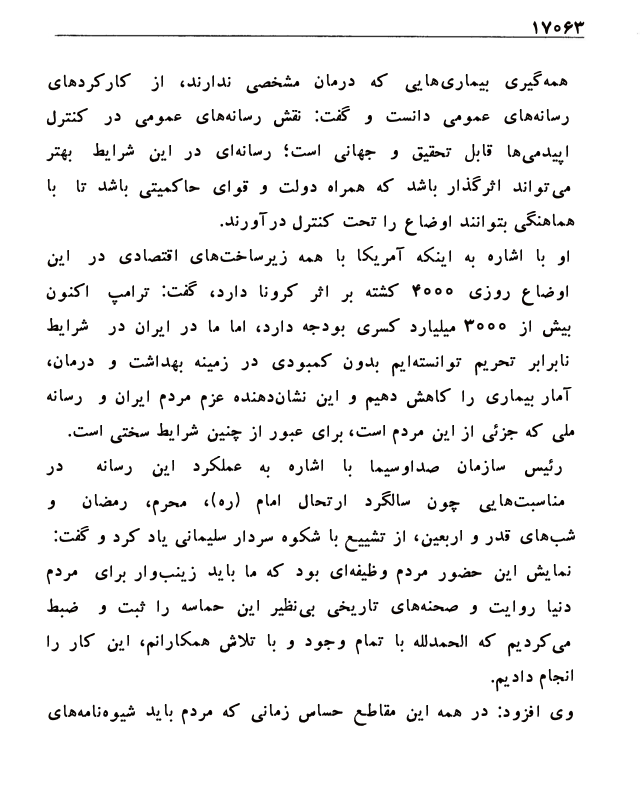 ۱۷۰۶۳
همه‌گیری بیماری‌هایی که درمان مشخصی ندارند، از کارکردهای
رسانه‌های عمومی دانست و گفت: نقش رسانه‌های عمومی در کنترل
اپیدمی‌ها قابل تحقیق و جهانی است؛ رسانه‌ای در این شرایط بهتر
می‌تواند اثرگذار باشد که همراه دولت و قوای حاکمیتی باشد تا با
هماهنگی بتوانند اوضاع را تحت کنترل درآورند.
او با اشاره به اینکه آمریکا با همه زیرساخت‌های اقتصادی در این
اوضاع روزی ۴۰۰۰ کشته بر اثر کرونا دارد، گفت: ترامپ اکنون
بیش از ۳۰۰۰ میلیارد کسری بودجه دارد، اما ما در ایران در شرایط
نابرابر تحریم توانسته‌ایم بدون کمبودی در زمینه بهداشت و درمان،
آمار بیماری را کاهش دهیم و این نشان‌دهنده عزم مردم ایران و رسانه
ملی که جزئی از این مردم است، برای عبور از چنین شرایط سختی است.
رئیس سازمان صداوسیما با اشاره به عملکرد این رسانه در
مناسبت‌هایی چون سالگرد ارتحال امام (ره)، محرم، رمضان و
شب‌های قدر و اربعین، از تشییع با شکوه سردار سلیمانی یاد کرد و گفت:
نمایش این حضور مردم وظیفه‌ای بود که ما باید زینب‌وار برای مردم
دنیا روایت و صحنه‌های تاریخی بی‌نظیر این حماسه را ثبت و ضبط
می‌کردیم که الحمدلله با تمام وجود و با تلاش همکارانم، این کار را
انجام دادیم.
وی افزود: در همه این مقاطع حساس زمانی که مردم باید شیوه‌نامه‌های